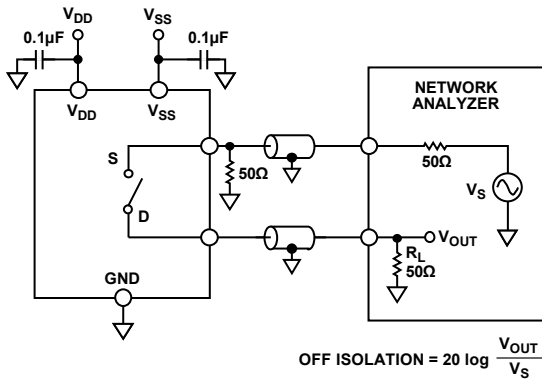 V_DD V_SS
0.1µF 0.1µF
V_DD V_SS
NETWORK
ANALYZER
S
50Ω 50Ω
V_S
D
V_OUT
GND
R_L
50Ω
OFF ISOLATION = 20 log V_OUT / V_S